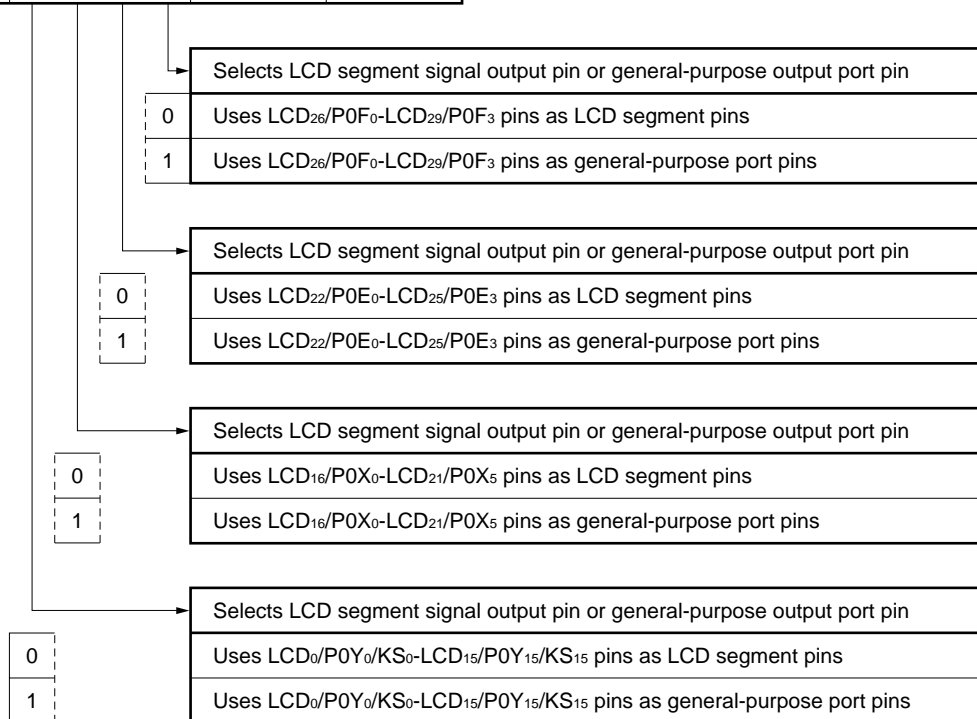 Selects LCD segment signal output pin or general-purpose output port pin
0 Uses LCD₂₆/P0F₀-LCD₂₉/P0F₃ pins as LCD segment pins
1 Uses LCD₂₆/P0F₀-LCD₂₉/P0F₃ pins as general-purpose port pins
Selects LCD segment signal output pin or general-purpose output port pin
0 Uses LCD₂₂/P0E₀-LCD₂₅/P0E₃ pins as LCD segment pins
1 Uses LCD₂₂/P0E₀-LCD₂₅/P0E₃ pins as general-purpose port pins
Selects LCD segment signal output pin or general-purpose output port pin
0 Uses LCD₁₆/P0X₀-LCD₂₁/P0X₅ pins as LCD segment pins
1 Uses LCD₁₆/P0X₀-LCD₂₁/P0X₅ pins as general-purpose port pins
Selects LCD segment signal output pin or general-purpose output port pin
0 Uses LCD₀/P0Y₀/KS₀-LCD₁₅/P0Y₁₅/KS₁₅ pins as LCD segment pins
1 Uses LCD₀/P0Y₀/KS₀-LCD₁₅/P0Y₁₅/KS₁₅ pins as general-purpose port pins